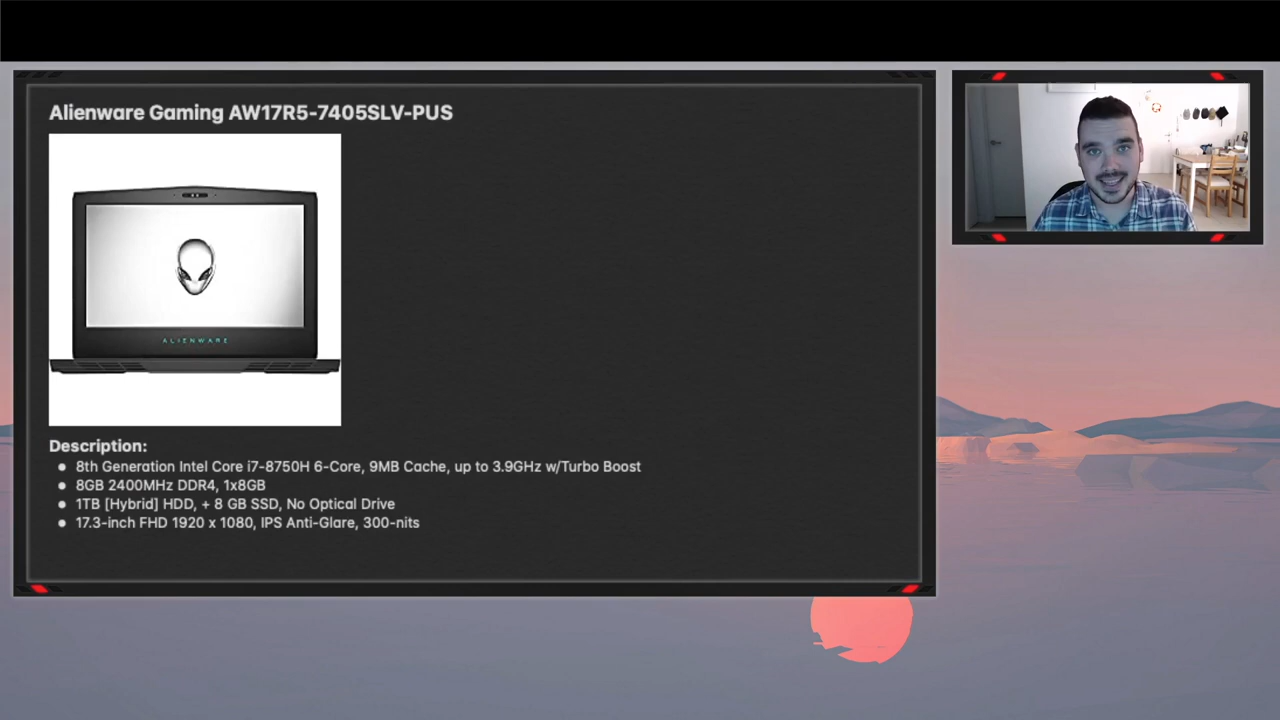 Alienware Gaming AW17R5-7405SLV-PUS
ALIENWARE
Description:
● 8th Generation Intel Core i7-8750H 6-Core, 9MB Cache, up to 3.9GHz w/Turbo Boost
● 8GB 2400MHz DDR4, 1x8GB
● 1TB [Hybrid] HDD, + 8 GB SSD, No Optical Drive
● 17.3-inch FHD 1920 x 1080, IPS Anti-Glare, 300-nits